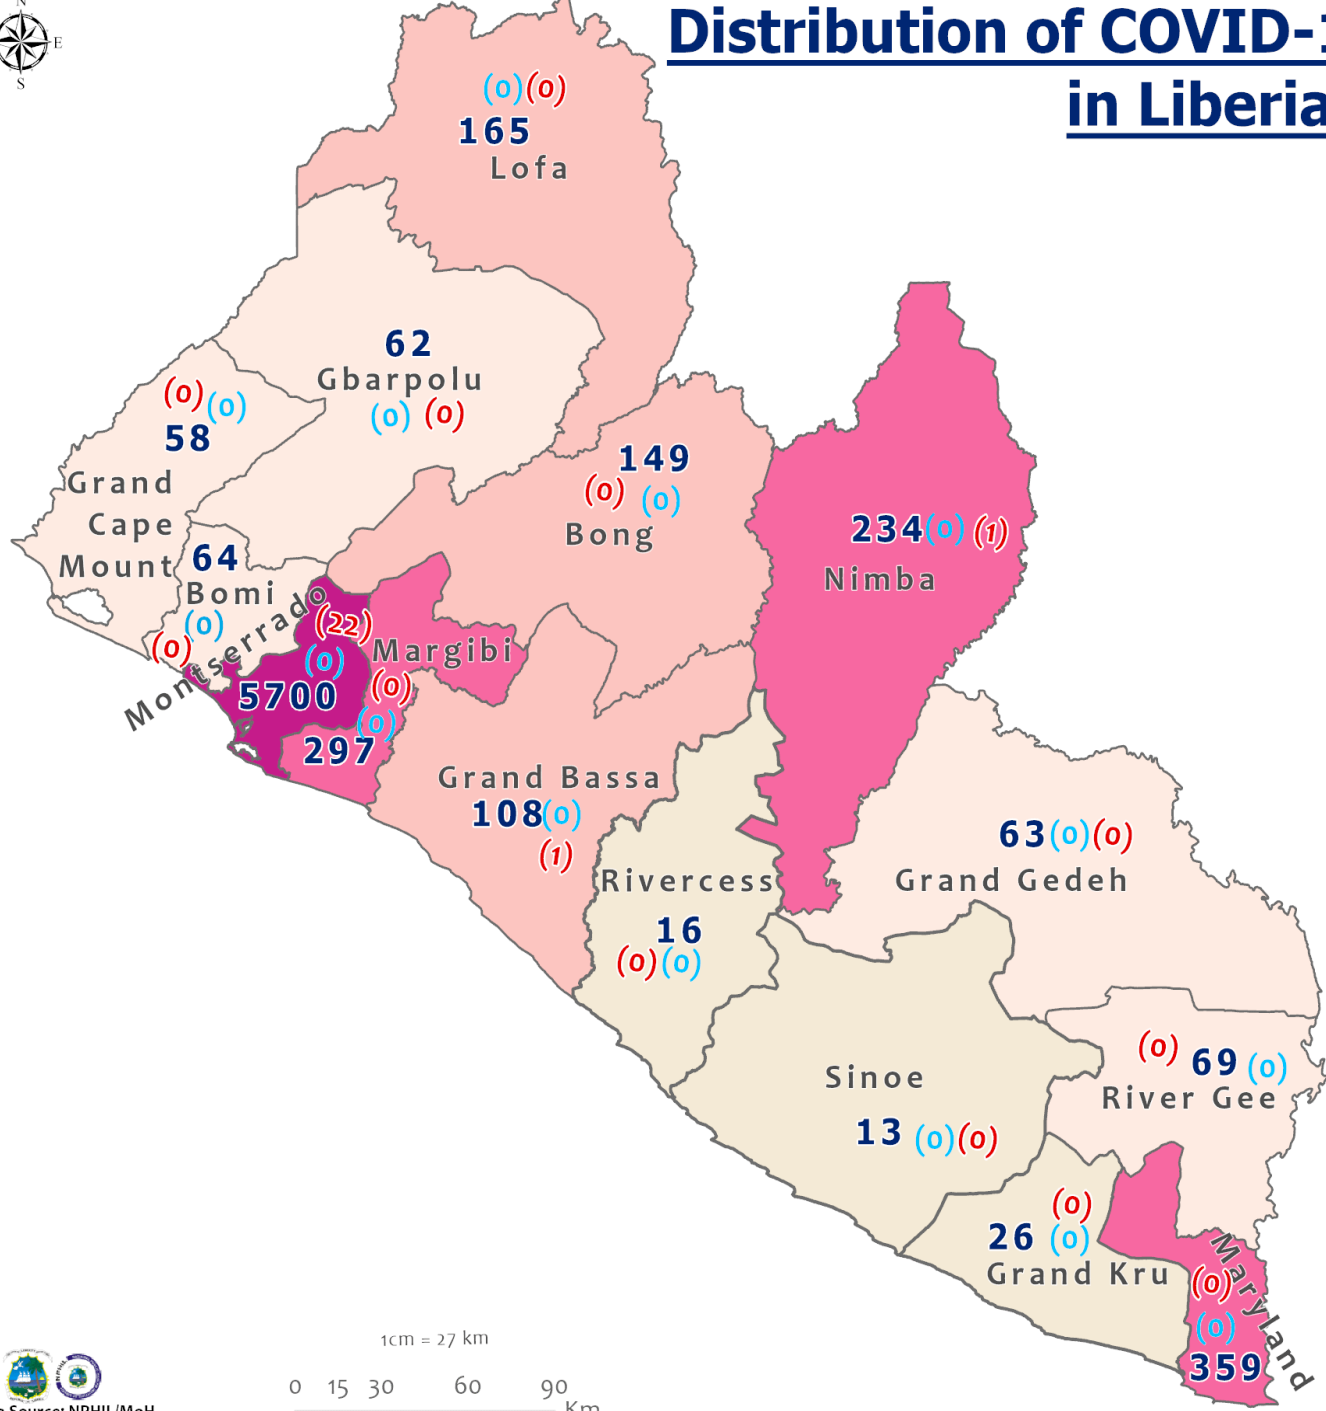 N
E
S
Distribution of COVID-1
in Liberia
(0) (0)
165
Lofa
62
Gbarpolu
(0) (0)
(0) (0)
58
Grand
Cape
Mount
149
(0) (0)
Bong
234 (0) (1)
Nimba
64
Bomi
(0)
(0)
Montserrado
(22)
(0)
5700
Margibi
(0)
(0)
297
Grand Bassa
108 (0)
(1)
63 (0) (0)
Grand Gedeh
Rivercess
16
(0) (0)
(0) 69 (0)
River Gee
Sinoe
13 (0) (0)
(0)
26 (0)
Grand Kru
Maryland
(0)
(0)
359
1cm = 27 km
0 15 30 60 90
Km
Source: NPHIL/MoH